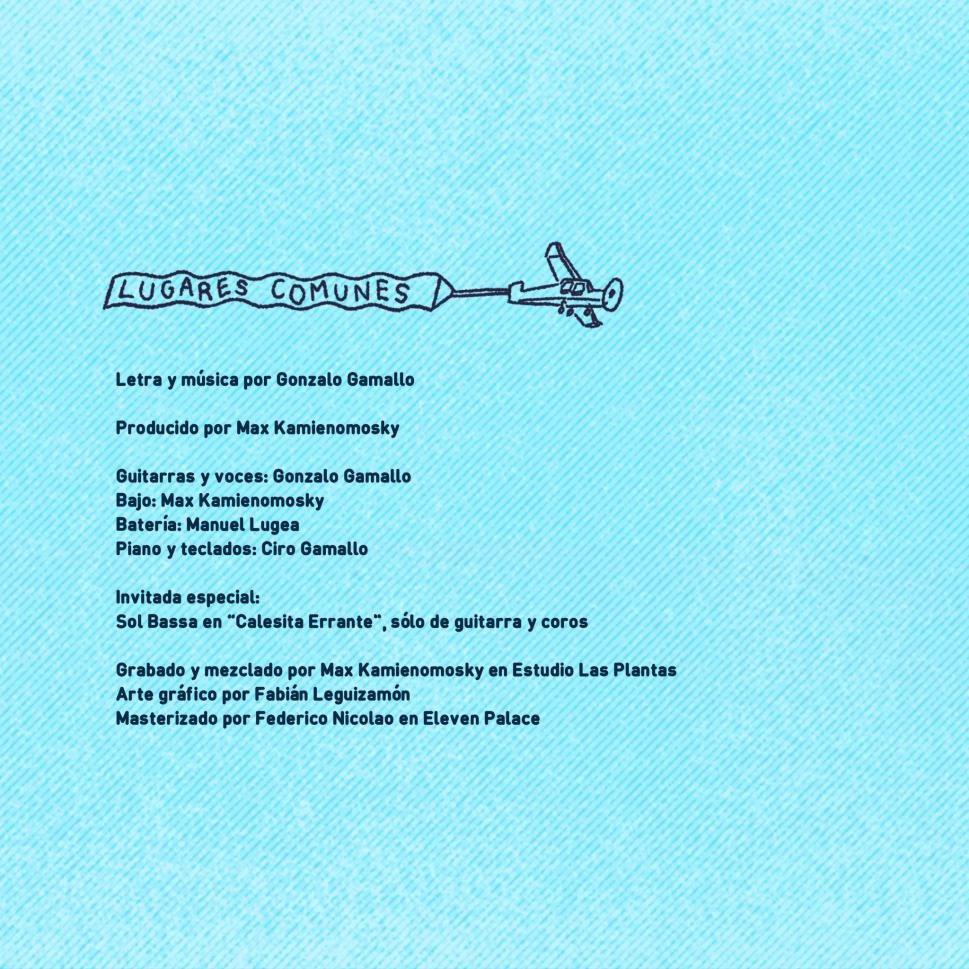 LUGARES COMUNES
Letra y música por Gonzalo Gamallo
Producido por Max Kamienomosky
Guitarras y voces: Gonzalo Gamallo
Bajo: Max Kamienomosky
Batería: Manuel Lugea
Piano y teclados: Ciro Gamallo
Invitada especial:
Sol Bassa en "Calesita Errante", sólo de guitarra y coros
Grabado y mezclado por Max Kamienomosky en Estudio Las Plantas
Arte gráfico por Fabián Leguizamón
Masterizado por Federico Nicolao en Eleven Palace